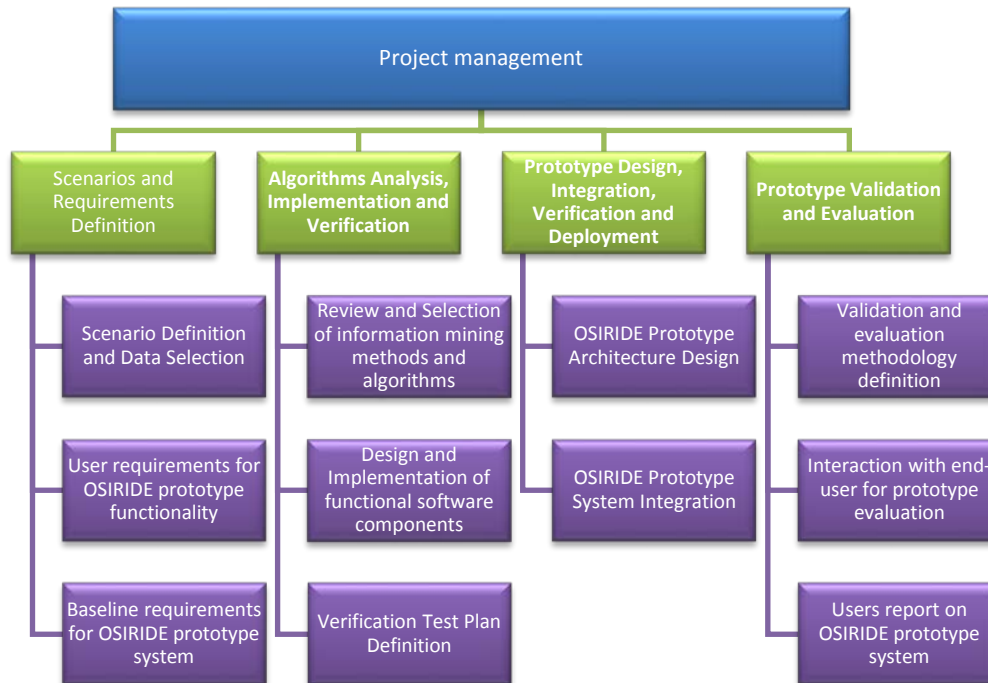 Project management
Scenarios and
Requirements
Definition
Algorithms Analysis,
Implementation and
Verification
Prototype Design,
Integration,
Verification and
Deployment
Prototype Validation
and Evaluation
Scenario Definition
and Data Selection
User requirements for
OSIRIDE prototype
functionality
Baseline requirements
for OSIRIDE prototype
system
Review and Selection
of information mining
methods and
algorithms
Design and
Implementation of
functional software
components
Verification Test Plan
Definition
OSIRIDE Prototype
Architecture Design
OSIRIDE Prototype
System Integration
Validation and
evaluation
methodology
definition
Interaction with end-
user for prototype
evaluation
Users report on
OSIRIDE prototype
system